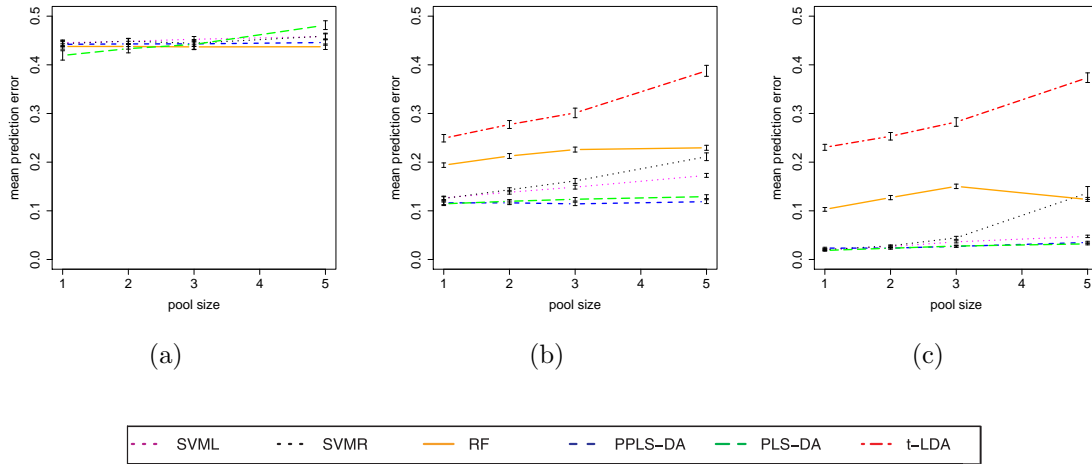 0.0 0.1 0.2 0.3 0.4 0.5
mean prediction error
1 2 3 4 5
pool size
(a)
0.0 0.1 0.2 0.3 0.4 0.5
mean prediction error
1 2 3 4 5
pool size
(b)
0.0 0.1 0.2 0.3 0.4 0.5
mean prediction error
1 2 3 4 5
pool size
(c)
SVML SVMR RF PPLS−DA PLS−DA t−LDA